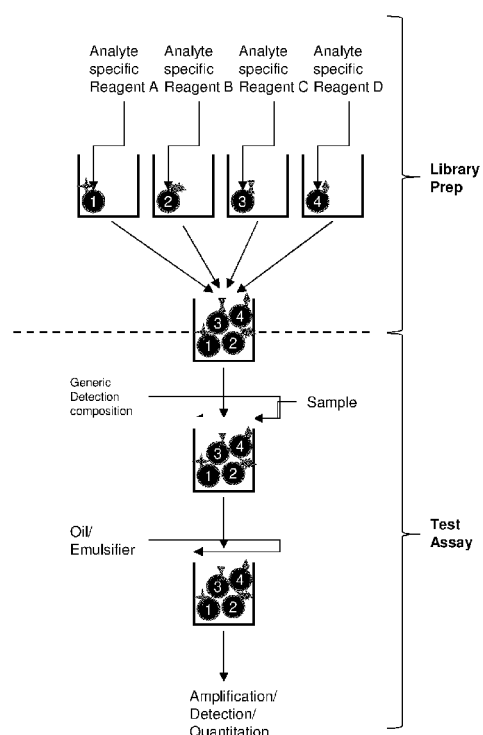 Analyte Analyte Analyte Analyte
specific specific specific specific
Reagent A Reagent B Reagent C Reagent D
Library
Prep
1 2 3 4
3 4
1 2
Generic
Detection
composition
Sample
3 4
1 2
Test
Assay
Oil/
Emulsifier
3 4
1 2
Amplification/
Detection/
Quantitation